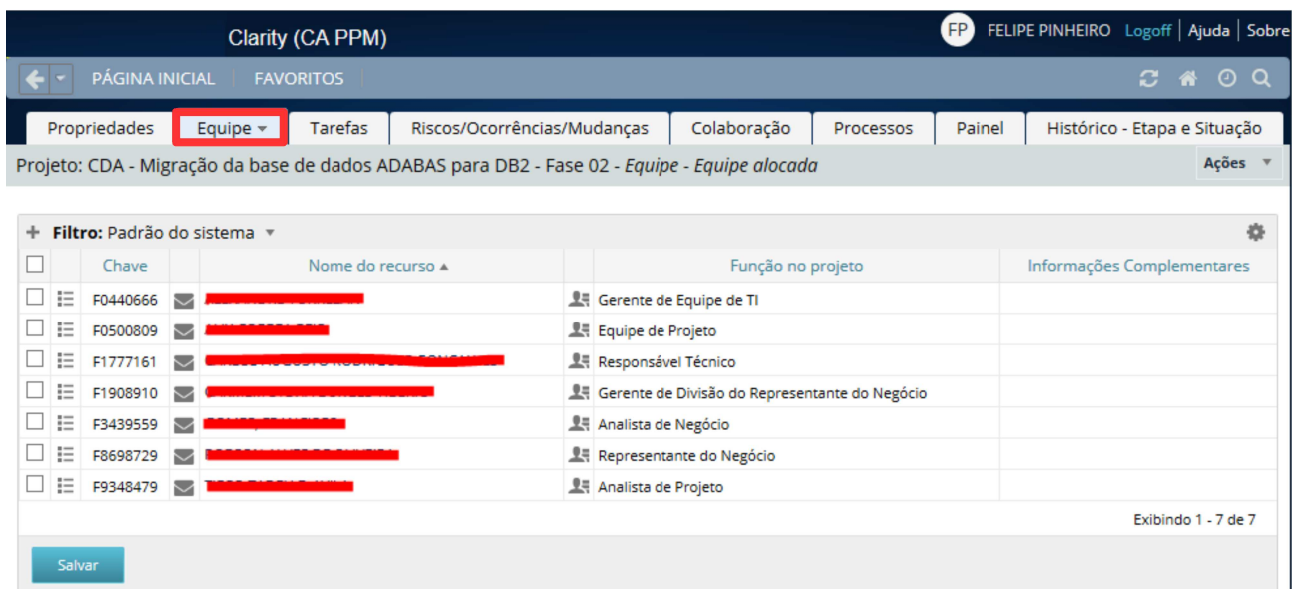 Clarity (CA PPM)
FP FELIPE PINHEIRO Logoff | Ajuda | Sobre
PÁGINA INICIAL FAVORITOS
Propriedades Equipe Tarefas Riscos/Ocorrências/Mudanças Colaboração Processos Painel Histórico - Etapa e Situação
Projeto: CDA - Migração da base de dados ADABAS para DB2 - Fase 02 - Equipe - Equipe alocada Ações
Filtro: Padrão do sistema
Chave Nome do recurso Função no projeto Informações Complementares
F0440666 Gerente de Equipe de TI
F0500809 Equipe de Projeto
F1777161 Responsável Técnico
F1908910 Gerente de Divisão do Representante do Negócio
F3439559 Analista de Negócio
F8698729 Representante do Negócio
F9348479 Analista de Projeto
Exibindo 1 - 7 de 7
Salvar